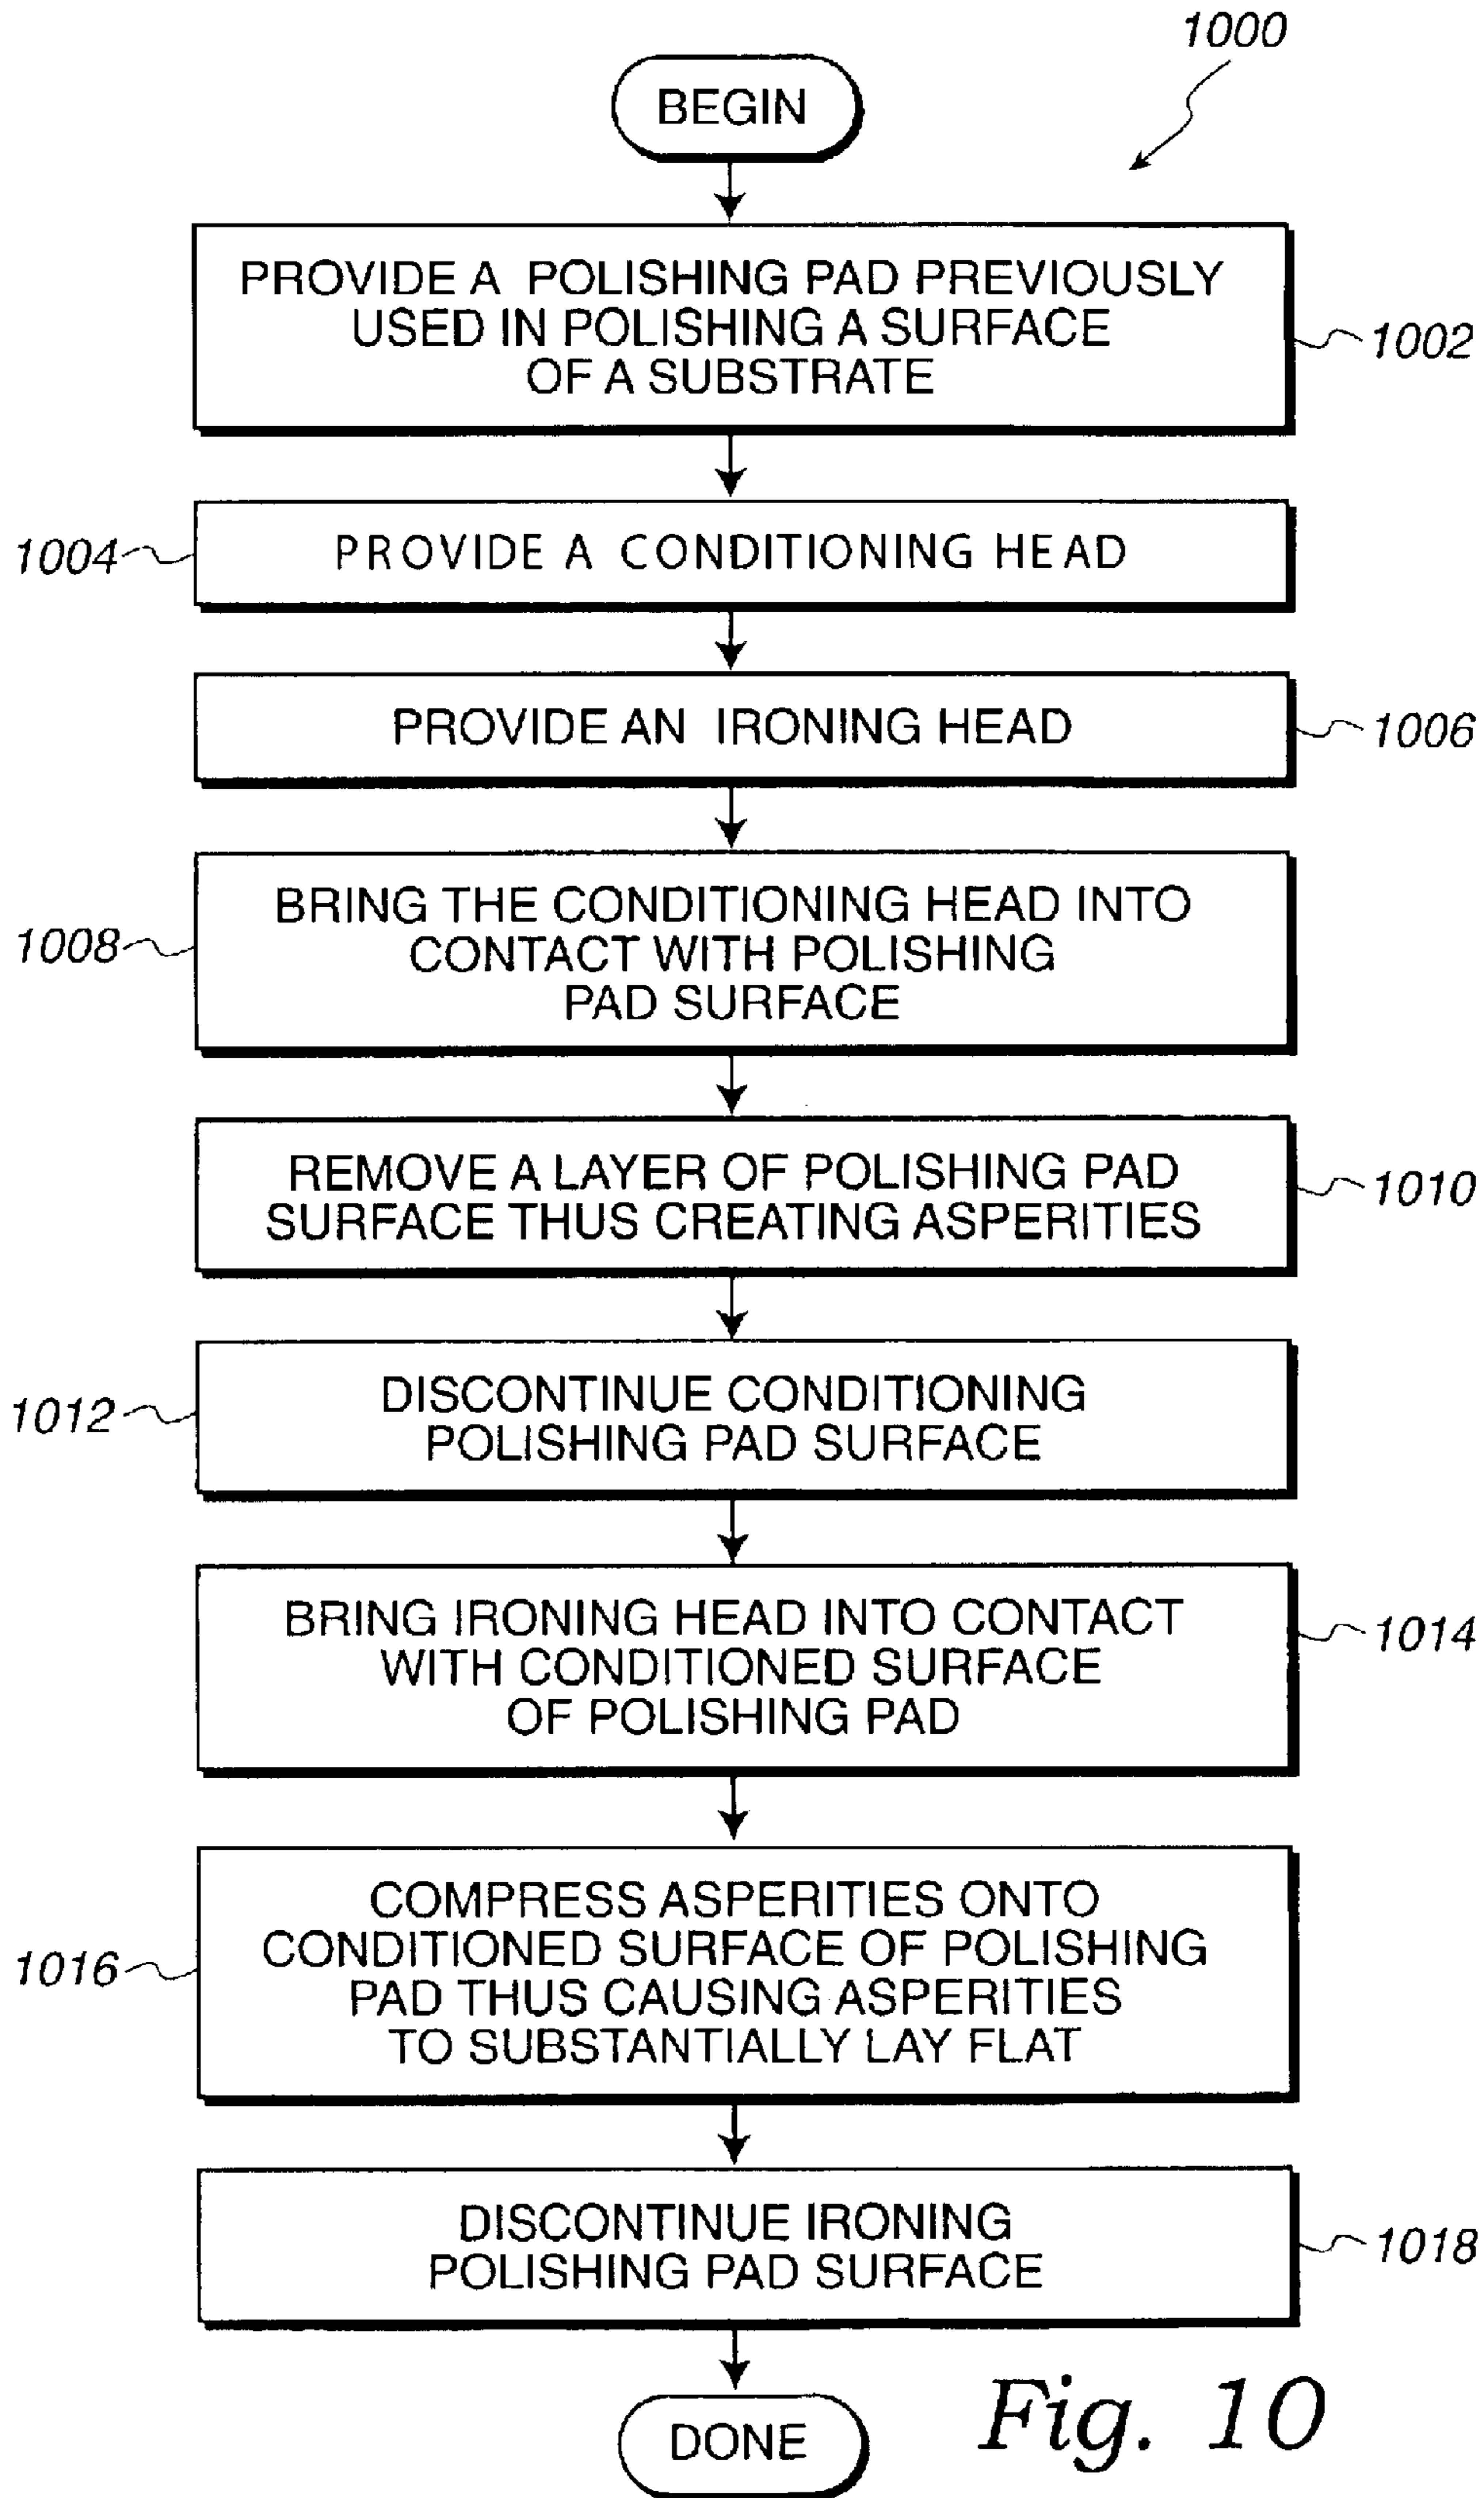 1000
BEGIN
PROVIDE A POLISHING PAD PREVIOUSLY
USED IN POLISHING A SURFACE
OF A SUBSTRATE
1002
1004
PROVIDE A CONDITIONING HEAD
PROVIDE AN IRONING HEAD
1006
BRING THE CONDITIONING HEAD INTO
CONTACT WITH POLISHING
PAD SURFACE
1008
REMOVE A LAYER OF POLISHING PAD
SURFACE THUS CREATING ASPERITIES
1010
DISCONTINUE CONDITIONING
POLISHING PAD SURFACE
1012
BRING IRONING HEAD INTO CONTACT
WITH CONDITIONED SURFACE
OF POLISHING PAD
1014
COMPRESS ASPERITIES ONTO
CONDITIONED SURFACE OF POLISHING
PAD THUS CAUSING ASPERITIES
TO SUBSTANTIALLY LAY FLAT
1016
DISCONTINUE IRONING
POLISHING PAD SURFACE
1018
DONE
Fig. 10